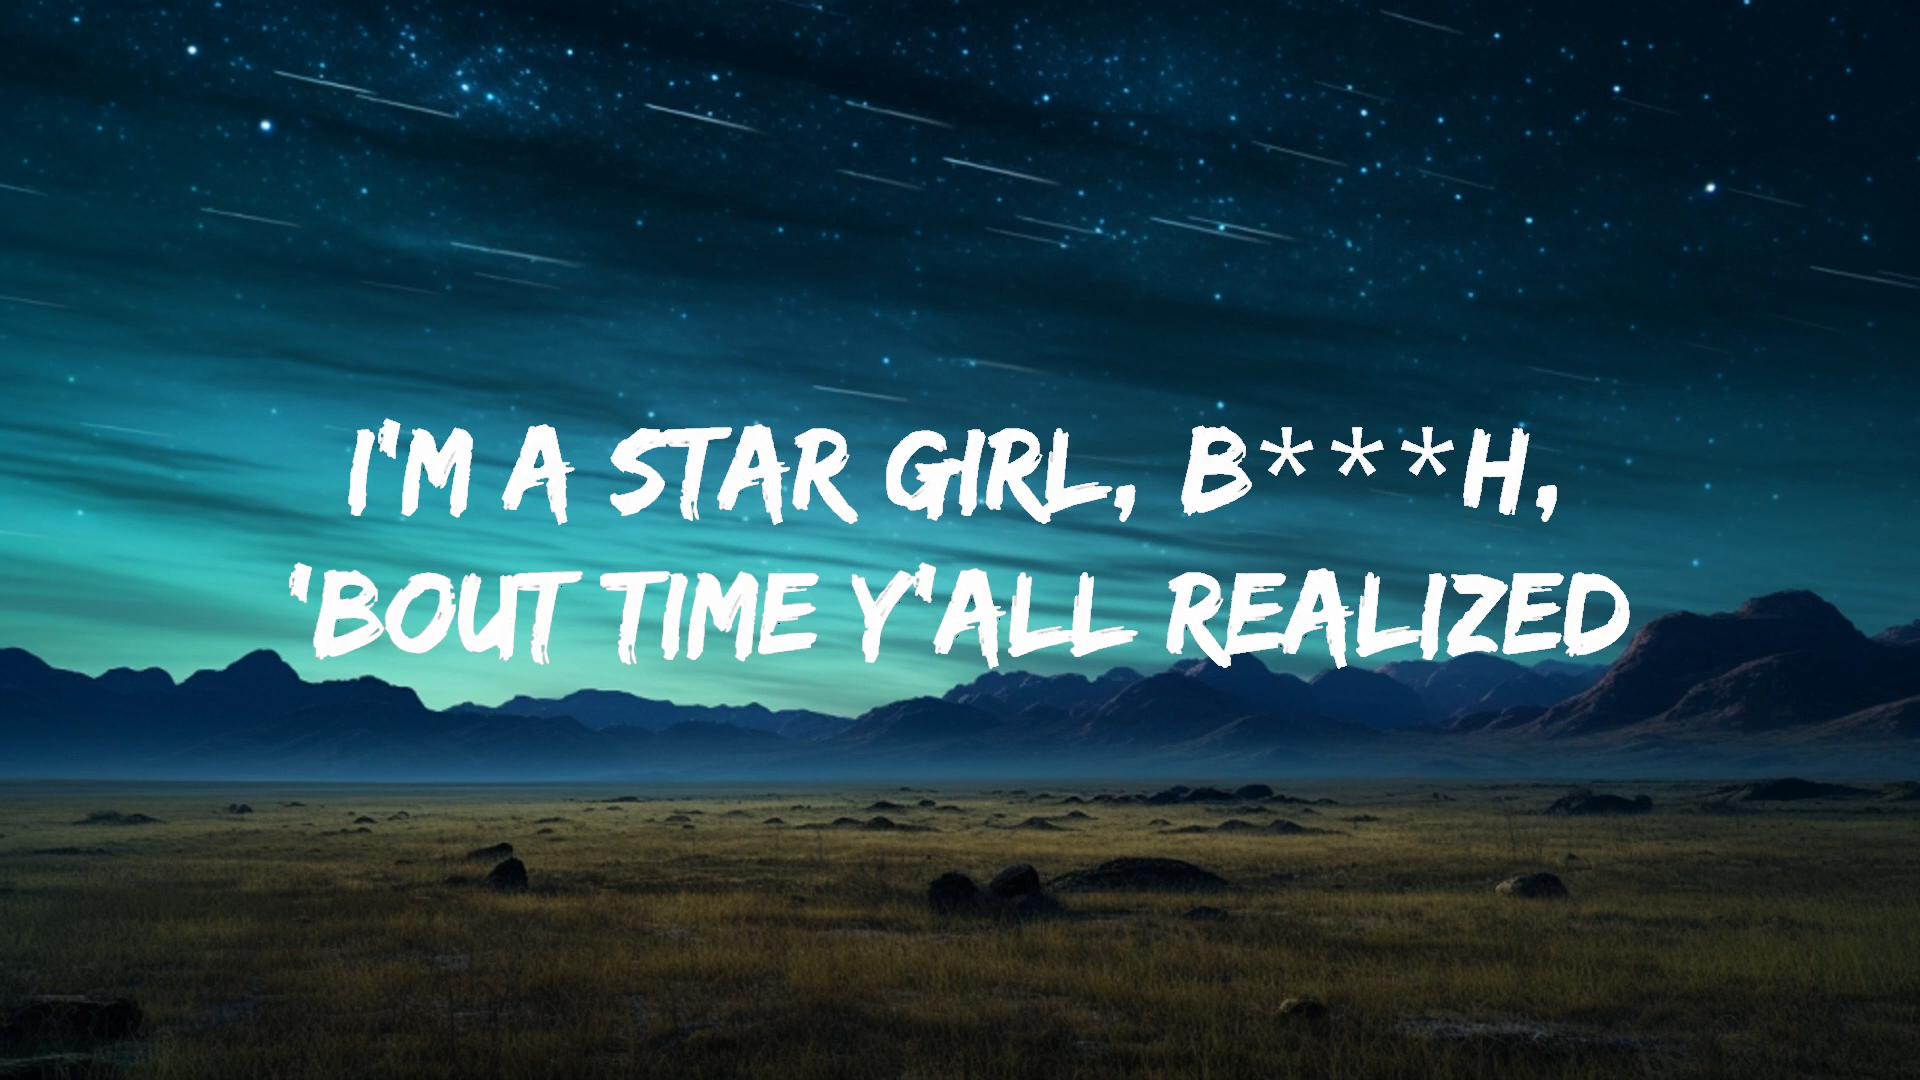 I'M A STAR GIRL, B***H,
'BOUT TIME Y'ALL REALIZED